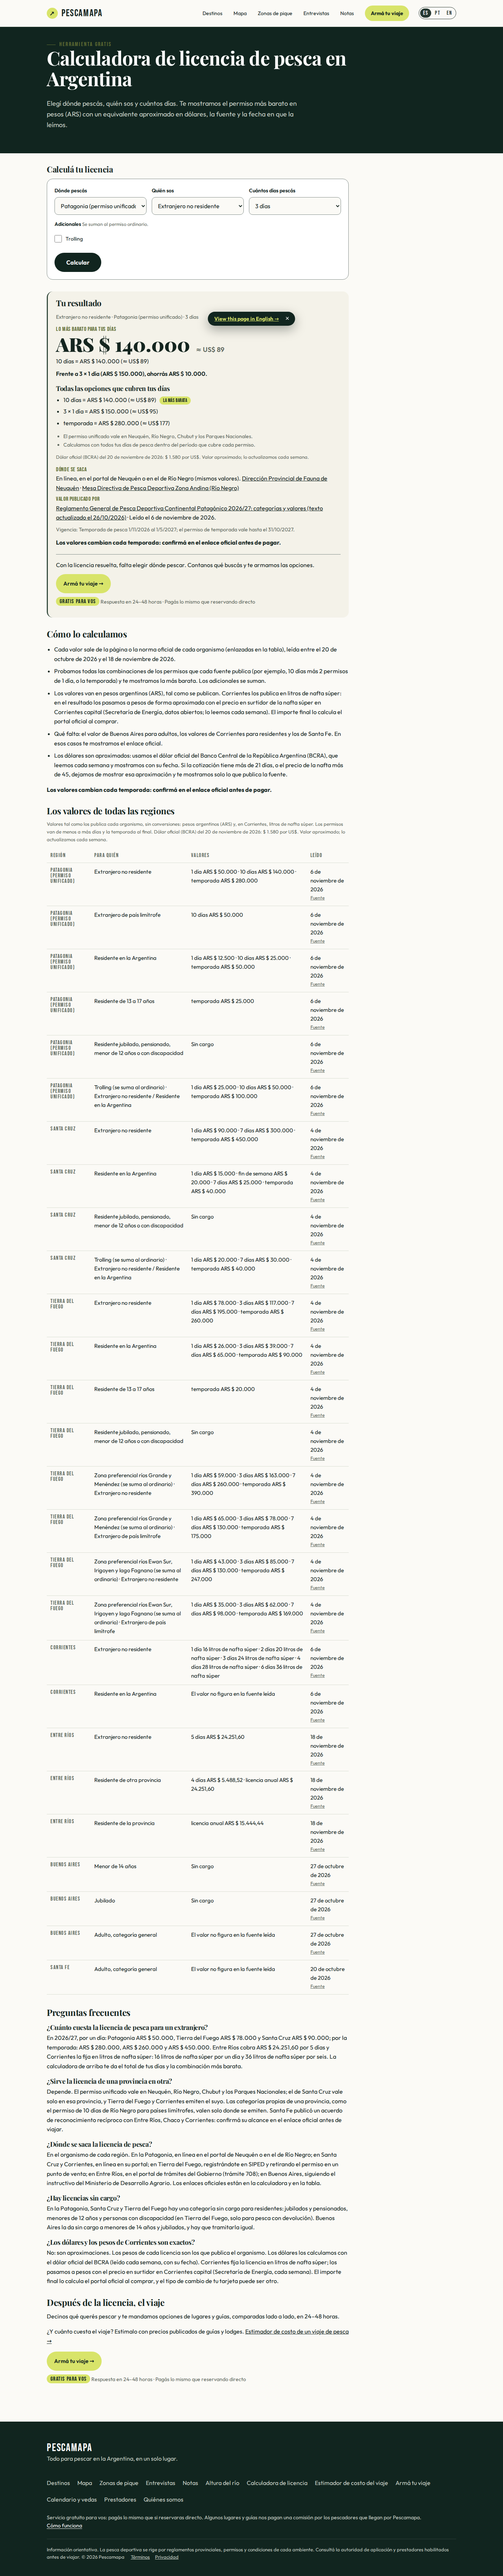 PESCAMAPA
Destinos Mapa Zonas de pique Entrevistas Notas Armá tu viaje ES PT EN
HERRAMIENTA GRATIS
Calculadora de licencia de pesca en
Argentina
Elegí dónde pescás, quién sos y cuántos días. Te mostramos el permiso más barato en
pesos (ARS) con un equivalente aproximado en dólares, la fuente y la fecha en que la
leímos.
Calculá tu licencia
Dónde pescás Quién sos Cuántos días pescás
Patagonia (permiso unificado Extranjero no residente 3 días
Adicionales Se suman al permiso ordinario.
Trolling
Calcular
Tu resultado
Extranjero no residente · Patagonia (permiso unificado) · 3 días
View this page in English → ×
LO MÁS BARATO PARA TUS DÍAS
ARS $ 140.000 ≈ US$ 89
10 días = ARS $ 140.000 (≈ US$ 89)
Frente a 3 × 1 día (ARS $ 150.000), ahorrás ARS $ 10.000.
Todas las opciones que cubren tus días
10 días = ARS $ 140.000 (≈ US$ 89) LA MÁS BARATA
3 × 1 día = ARS $ 150.000 (≈ US$ 95)
temporada = ARS $ 280.000 (≈ US$ 177)
El permiso unificado vale en Neuquén, Río Negro, Chubut y los Parques Nacionales.
Calculamos con todos tus días de pesca dentro del período que cubre cada permiso.
Dólar oficial (BCRA) del 20 de noviembre de 2026: $ 1.580 por US$. Valor aproximado; lo actualizamos cada semana.
DÓNDE SE SACA
En línea, en el portal de Neuquén o en el de Río Negro (mismos valores). Dirección Provincial de Fauna de
Neuquén · Mesa Directiva de Pesca Deportiva Zona Andina (Río Negro)
VALOR PUBLICADO POR
Reglamento General de Pesca Deportiva Continental Patagónico 2026/27: categorías y valores (texto
actualizado el 26/10/2026) · Leído el 6 de noviembre de 2026.
Vigencia: Temporada de pesca 1/11/2026 al 1/5/2027; el permiso de temporada vale hasta el 31/10/2027.
Los valores cambian cada temporada: confirmá en el enlace oficial antes de pagar.
Con la licencia resuelta, falta elegir dónde pescar. Contanos qué buscás y te armamos las opciones.
Armá tu viaje →
GRATIS PARA VOS Respuesta en 24–48 horas · Pagás lo mismo que reservando directo
Cómo lo calculamos
Cada valor sale de la página o la norma oficial de cada organismo (enlazadas en la tabla), leída entre el 20 de
octubre de 2026 y el 18 de noviembre de 2026.
Probamos todas las combinaciones de los permisos que cada fuente publica (por ejemplo, 10 días más 2 permisos
de 1 día, o la temporada) y te mostramos la más barata. Los adicionales se suman.
Los valores van en pesos argentinos (ARS), tal como se publican. Corrientes los publica en litros de nafta súper:
en el resultado los pasamos a pesos de forma aproximada con el precio en surtidor de la nafta súper en
Corrientes capital (Secretaría de Energía, datos abiertos; lo leemos cada semana). El importe final lo calcula el
portal oficial al comprar.
Qué falta: el valor de Buenos Aires para adultos, los valores de Corrientes para residentes y los de Santa Fe. En
esos casos te mostramos el enlace oficial.
Los dólares son aproximados: usamos el dólar oficial del Banco Central de la República Argentina (BCRA), que
leemos cada semana y mostramos con su fecha. Si la cotización tiene más de 21 días, o el precio de la nafta más
de 45, dejamos de mostrar esa aproximación y te mostramos solo lo que publica la fuente.
Los valores cambian cada temporada: confirmá en el enlace oficial antes de pagar.
Los valores de todas las regiones
Valores tal como los publica cada organismo, sin conversiones: pesos argentinos (ARS) y, en Corrientes, litros de nafta súper. Los permisos
van de menos a más días y la temporada al final. Dólar oficial (BCRA) del 20 de noviembre de 2026: $ 1.580 por US$. Valor aproximado; lo
actualizamos cada semana.
REGIÓN PARA QUIÉN VALORES LEÍDO
PATAGONIA (PERMISO UNIFICADO) Extranjero no residente 1 día ARS $ 50.000 · 10 días ARS $ 140.000 · temporada ARS $ 280.000 6 de noviembre de 2026 Fuente
PATAGONIA (PERMISO UNIFICADO) Extranjero de país limítrofe 10 días ARS $ 50.000 6 de noviembre de 2026 Fuente
PATAGONIA (PERMISO UNIFICADO) Residente en la Argentina 1 día ARS $ 12.500 · 10 días ARS $ 25.000 · temporada ARS $ 50.000 6 de noviembre de 2026 Fuente
PATAGONIA (PERMISO UNIFICADO) Residente de 13 a 17 años temporada ARS $ 25.000 6 de noviembre de 2026 Fuente
PATAGONIA (PERMISO UNIFICADO) Residente jubilado, pensionado, menor de 12 años o con discapacidad Sin cargo 6 de noviembre de 2026 Fuente
PATAGONIA (PERMISO UNIFICADO) Trolling (se suma al ordinario) · Extranjero no residente / Residente en la Argentina 1 día ARS $ 25.000 · 10 días ARS $ 50.000 · temporada ARS $ 100.000 6 de noviembre de 2026 Fuente
SANTA CRUZ Extranjero no residente 1 día ARS $ 90.000 · 7 días ARS $ 300.000 · temporada ARS $ 450.000 4 de noviembre de 2026 Fuente
SANTA CRUZ Residente en la Argentina 1 día ARS $ 15.000 · fin de semana ARS $ 20.000 · 7 días ARS $ 25.000 · temporada ARS $ 40.000 4 de noviembre de 2026 Fuente
SANTA CRUZ Residente jubilado, pensionado, menor de 12 años o con discapacidad Sin cargo 4 de noviembre de 2026 Fuente
SANTA CRUZ Trolling (se suma al ordinario) · Extranjero no residente / Residente en la Argentina 1 día ARS $ 20.000 · 7 días ARS $ 30.000 · temporada ARS $ 40.000 4 de noviembre de 2026 Fuente
TIERRA DEL FUEGO Extranjero no residente 1 día ARS $ 78.000 · 3 días ARS $ 117.000 · 7 días ARS $ 195.000 · temporada ARS $ 260.000 4 de noviembre de 2026 Fuente
TIERRA DEL FUEGO Residente en la Argentina 1 día ARS $ 26.000 · 3 días ARS $ 39.000 · 7 días ARS $ 65.000 · temporada ARS $ 90.000 4 de noviembre de 2026 Fuente
TIERRA DEL FUEGO Residente de 13 a 17 años temporada ARS $ 20.000 4 de noviembre de 2026 Fuente
TIERRA DEL FUEGO Residente jubilado, pensionado, menor de 12 años o con discapacidad Sin cargo 4 de noviembre de 2026 Fuente
TIERRA DEL FUEGO Zona preferencial ríos Grande y Menéndez (se suma al ordinario) · Extranjero no residente 1 día ARS $ 59.000 · 3 días ARS $ 163.000 · 7 días ARS $ 260.000 · temporada ARS $ 390.000 4 de noviembre de 2026 Fuente
TIERRA DEL FUEGO Zona preferencial ríos Grande y Menéndez (se suma al ordinario) · Extranjero de país limítrofe 1 día ARS $ 65.000 · 3 días ARS $ 78.000 · 7 días ARS $ 130.000 · temporada ARS $ 175.000 4 de noviembre de 2026 Fuente
TIERRA DEL FUEGO Zona preferencial ríos Ewan Sur, Irigoyen y lago Fagnano (se suma al ordinario) · Extranjero no residente 1 día ARS $ 43.000 · 3 días ARS $ 85.000 · 7 días ARS $ 130.000 · temporada ARS $ 247.000 4 de noviembre de 2026 Fuente
TIERRA DEL FUEGO Zona preferencial ríos Ewan Sur, Irigoyen y lago Fagnano (se suma al ordinario) · Extranjero de país limítrofe 1 día ARS $ 35.000 · 3 días ARS $ 62.000 · 7 días ARS $ 98.000 · temporada ARS $ 169.000 4 de noviembre de 2026 Fuente
CORRIENTES Extranjero no residente 1 día 16 litros de nafta súper · 2 días 20 litros de nafta súper · 3 días 24 litros de nafta súper · 4 días 28 litros de nafta súper · 6 días 36 litros de nafta súper 6 de noviembre de 2026 Fuente
CORRIENTES Residente en la Argentina El valor no figura en la fuente leída 6 de noviembre de 2026 Fuente
ENTRE RÍOS Extranjero no residente 5 días ARS $ 24.251,60 18 de noviembre de 2026 Fuente
ENTRE RÍOS Residente de otra provincia 4 días ARS $ 5.488,52 · licencia anual ARS $ 24.251,60 18 de noviembre de 2026 Fuente
ENTRE RÍOS Residente de la provincia licencia anual ARS $ 15.444,44 18 de noviembre de 2026 Fuente
BUENOS AIRES Menor de 14 años Sin cargo 27 de octubre de 2026 Fuente
BUENOS AIRES Jubilado Sin cargo 27 de octubre de 2026 Fuente
BUENOS AIRES Adulto, categoría general El valor no figura en la fuente leída 27 de octubre de 2026 Fuente
SANTA FE Adulto, categoría general El valor no figura en la fuente leída 20 de octubre de 2026 Fuente
Preguntas frecuentes
¿Cuánto cuesta la licencia de pesca para un extranjero?
En 2026/27, por un día: Patagonia ARS $ 50.000, Tierra del Fuego ARS $ 78.000 y Santa Cruz ARS $ 90.000; por la
temporada: ARS $ 280.000, ARS $ 260.000 y ARS $ 450.000. Entre Ríos cobra ARS $ 24.251,60 por 5 días y
Corrientes la fija en litros de nafta súper: 16 litros de nafta súper por un día y 36 litros de nafta súper por seis. La
calculadora de arriba te da el total de tus días y la combinación más barata.
¿Sirve la licencia de una provincia en otra?
Depende. El permiso unificado vale en Neuquén, Río Negro, Chubut y los Parques Nacionales; el de Santa Cruz vale
solo en esa provincia, y Tierra del Fuego y Corrientes emiten el suyo. Las categorías propias de una provincia, como
el permiso de 10 días de Río Negro para países limítrofes, valen solo donde se emiten. Santa Fe publicó un acuerdo
de reconocimiento recíproco con Entre Ríos, Chaco y Corrientes: confirmá su alcance en el enlace oficial antes de
viajar.
¿Dónde se saca la licencia de pesca?
En el organismo de cada región. En la Patagonia, en línea en el portal de Neuquén o en el de Río Negro; en Santa
Cruz y Corrientes, en línea en su portal; en Tierra del Fuego, registrándote en SIPED y retirando el permiso en un
punto de venta; en Entre Ríos, en el portal de trámites del Gobierno (trámite 708); en Buenos Aires, siguiendo el
instructivo del Ministerio de Desarrollo Agrario. Los enlaces oficiales están en la calculadora y en la tabla.
¿Hay licencias sin cargo?
En la Patagonia, Santa Cruz y Tierra del Fuego hay una categoría sin cargo para residentes: jubilados y pensionados,
menores de 12 años y personas con discapacidad (en Tierra del Fuego, solo para pesca con devolución). Buenos
Aires la da sin cargo a menores de 14 años y jubilados, y hay que tramitarla igual.
¿Los dólares y los pesos de Corrientes son exactos?
No: son aproximaciones. Los pesos de cada licencia son los que publica el organismo. Los dólares los calculamos con
el dólar oficial del BCRA (leído cada semana, con su fecha). Corrientes fija la licencia en litros de nafta súper; los
pasamos a pesos con el precio en surtidor en Corrientes capital (Secretaría de Energía, cada semana). El importe
final lo calcula el portal oficial al comprar, y el tipo de cambio de tu tarjeta puede ser otro.
Después de la licencia, el viaje
Decinos qué querés pescar y te mandamos opciones de lugares y guías, comparadas lado a lado, en 24–48 horas.
¿Y cuánto cuesta el viaje? Estimalo con precios publicados de guías y lodges. Estimador de costo de un viaje de pesca
→
Armá tu viaje →
GRATIS PARA VOS Respuesta en 24–48 horas · Pagás lo mismo que reservando directo
PESCAMAPA
Todo para pescar en la Argentina, en un solo lugar.
Destinos Mapa Zonas de pique Entrevistas Notas Altura del río Calculadora de licencia Estimador de costo del viaje Armá tu viaje
Calendario y vedas Prestadores Quiénes somos
Servicio gratuito para vos: pagás lo mismo que si reservaras directo. Algunos lugares y guías nos pagan una comisión por los pescadores que llegan por Pescamapa.
Cómo funciona
Información orientativa. La pesca deportiva se rige por reglamentos provinciales, permisos y condiciones de cada ambiente. Consultá la autoridad de aplicación y prestadores habilitados
antes de viajar. © 2026 Pescamapa Términos Privacidad